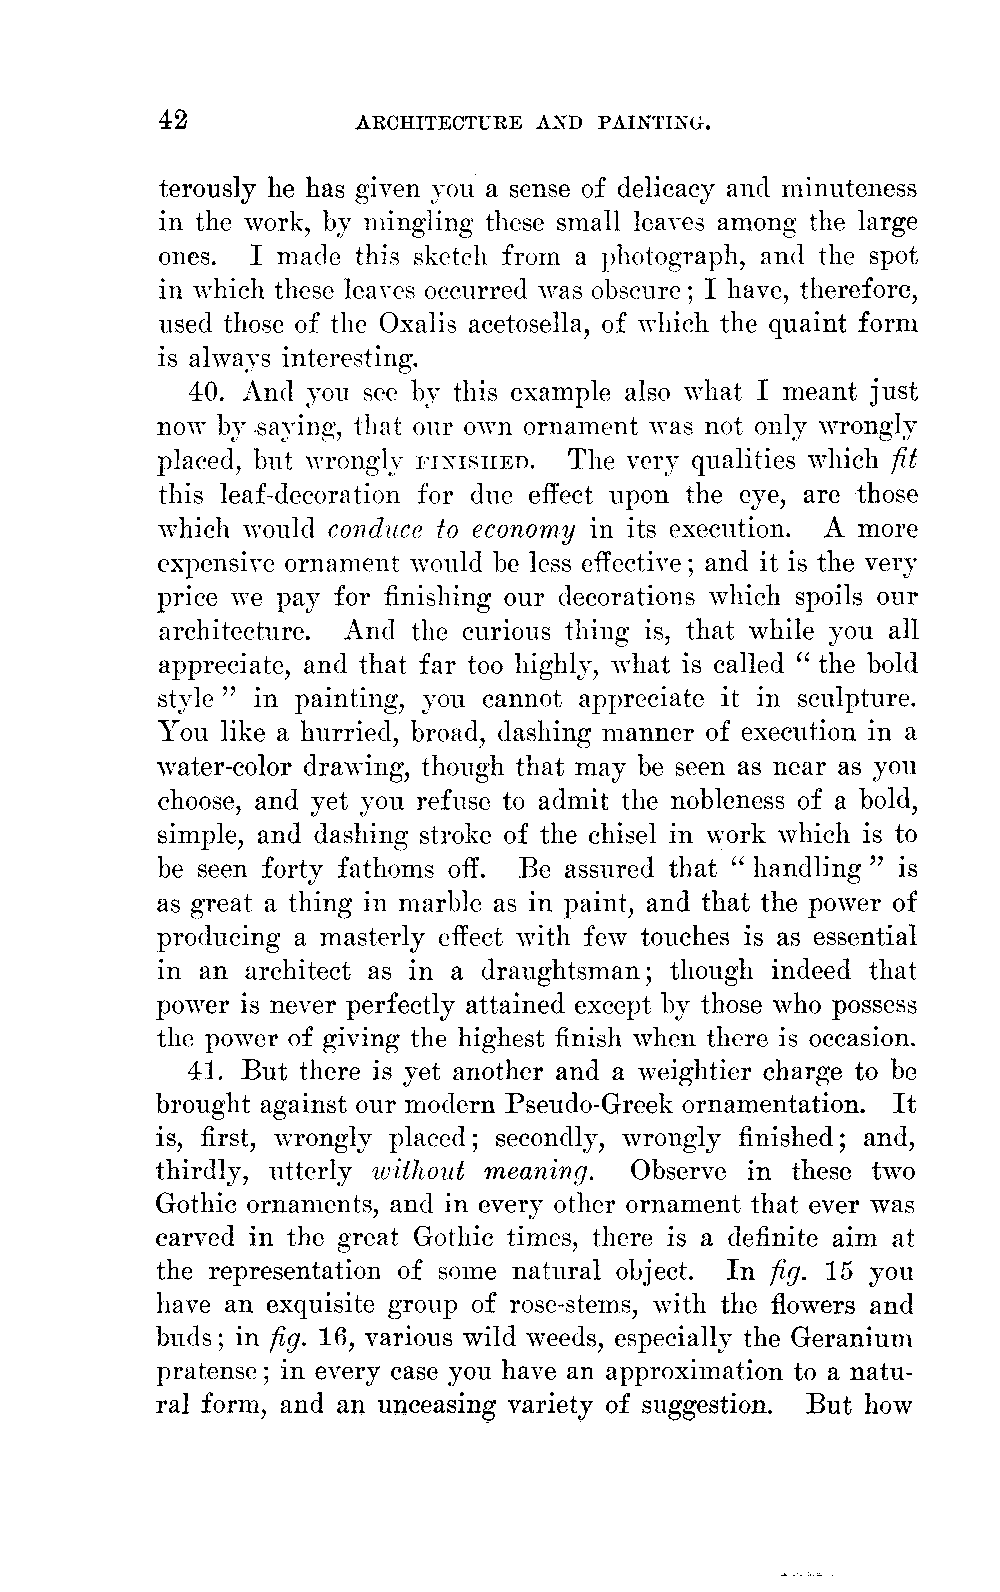 42 ARCHITECTURE AND PAINTING.
terously he has given you a sense of delicacy and minuteness
in the work, by mingling these small leaves among the large
ones. I made this sketch from a photograph, and the spot
in which these leaves occurred was obscure; I have, therefore,
used those of the Oxalis acetosella, of which the quaint form
is always interesting.
40. And you see by this example also what I meant just
now by saying, that our own ornament was not only wrongly
placed, but wrongly FINISHED. The very qualities which fit
this leaf-decoration for due effect upon the eye, are those
which would conduce to economy in its execution. A more
expensive ornament would be less effective; and it is the very
price we pay for finishing our decorations which spoils our
architecture. And the curious thing is, that while you all
appreciate, and that far too highly, what is called “the bold
style” in painting, you cannot appreciate it in sculpture.
You like a hurried, broad, dashing manner of execution in a
water-color drawing, though that may be seen as near as you
choose, and yet you refuse to admit the nobleness of a bold,
simple, and dashing stroke of the chisel in work which is to
be seen forty fathoms off. Be assured that “handling” is
as great a thing in marble as in paint, and that the power of
producing a masterly effect with few touches is as essential
in an architect as in a draughtsman; though indeed that
power is never perfectly attained except by those who possess
the power of giving the highest finish when there is occasion.
41. But there is yet another and a weightier charge to be
brought against our modern Pseudo-Greek ornamentation. It
is, first, wrongly placed; secondly, wrongly finished; and,
thirdly, utterly without meaning. Observe in these two
Gothic ornaments, and in every other ornament that ever was
carved in the great Gothic times, there is a definite aim at
the representation of some natural object. In fig. 15 you
have an exquisite group of rose-stems, with the flowers and
buds; in fig. 16, various wild weeds, especially the Geranium
pratense; in every case you have an approximation to a natu-
ral form, and an unceasing variety of suggestion. But how